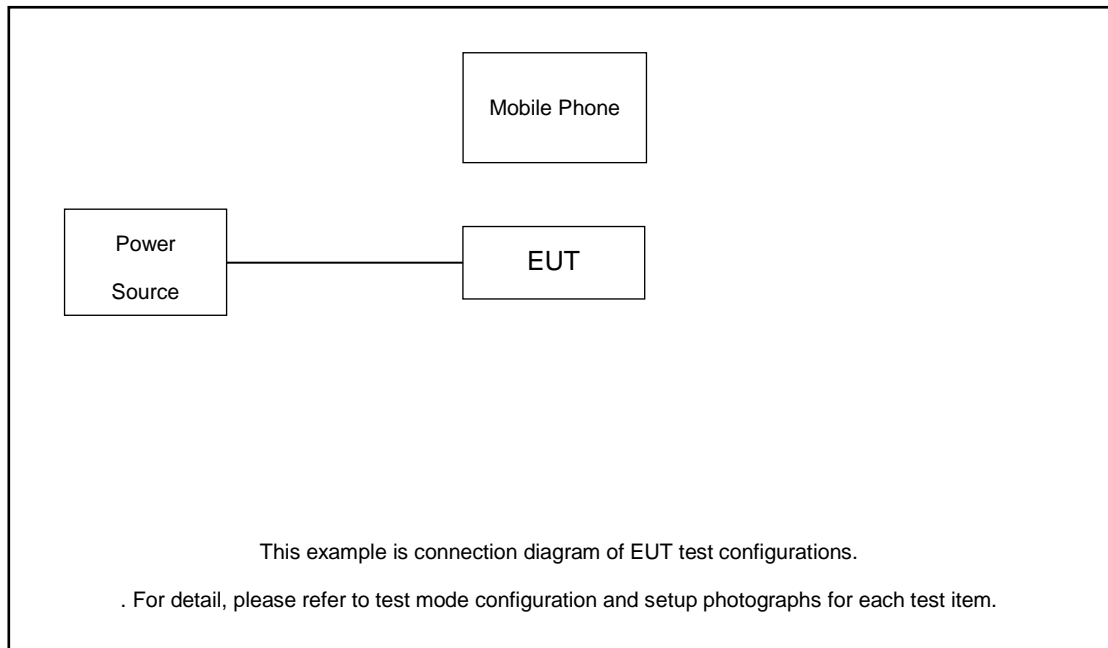 Mobile Phone
Power
Source
EUT
This example is connection diagram of EUT test configurations.
. For detail, please refer to test mode configuration and setup photographs for each test item.